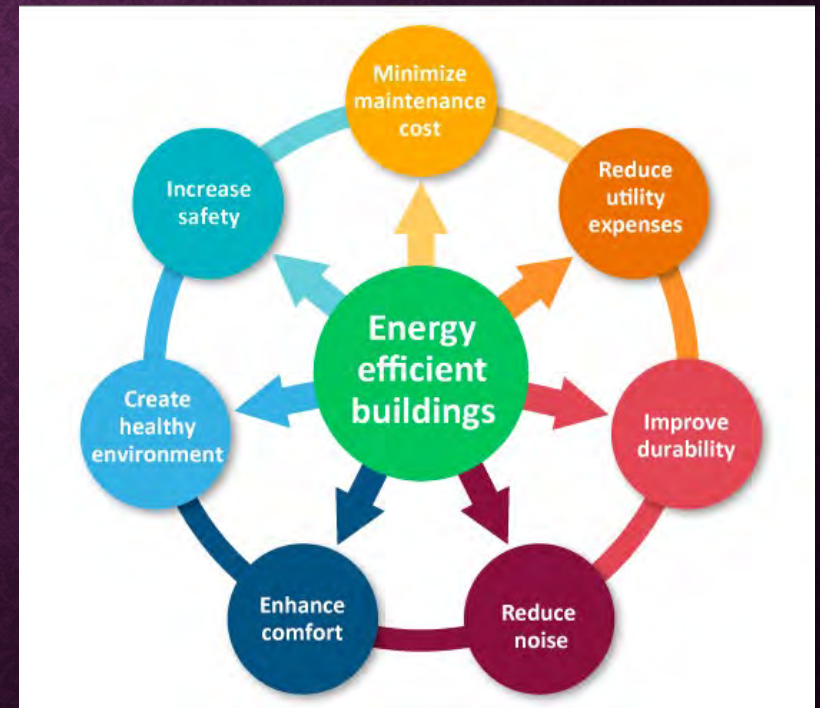 Minimize
maintenance
cost
Reduce
utility
expenses
Improve
durability
Reduce
noise
Enhance
comfort
Create
healthy
environment
Increase
safety
Energy
efficient
buildings